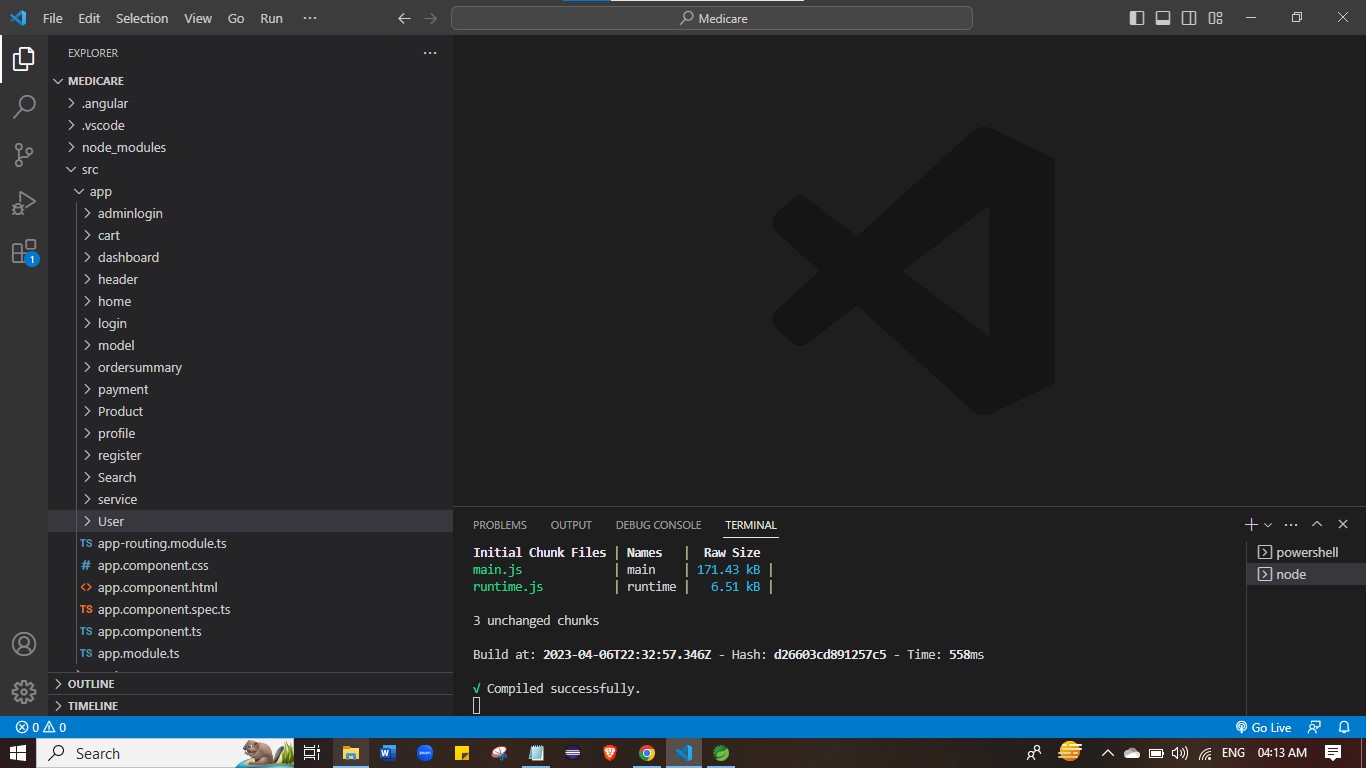 File Edit Selection View Go Run ··· Medicare
EXPLORER ···
MEDICARE
.angular
.vscode
node_modules
src
app
adminlogin
cart
dashboard
header
home
login
model
ordersummary
payment
Product
profile
register
Search
service
User
TS app-routing.module.ts
# app.component.css
<> app.component.html
TS app.component.spec.ts
TS app.component.ts
TS app.module.ts
OUTLINE
TIMELINE
1
PROBLEMS OUTPUT DEBUG CONSOLE TERMINAL ···
Initial Chunk Files | Names | Raw Size
main.js | main | 171.43 kB |
runtime.js | runtime | 6.51 kB |
3 unchanged chunks
Build at: 2023-04-06T22:32:57.346Z - Hash: d26603cd891257c5 - Time: 558ms
√ Compiled successfully.
powershell
node
0 0 Go Live
Search ENG 04:13 AM